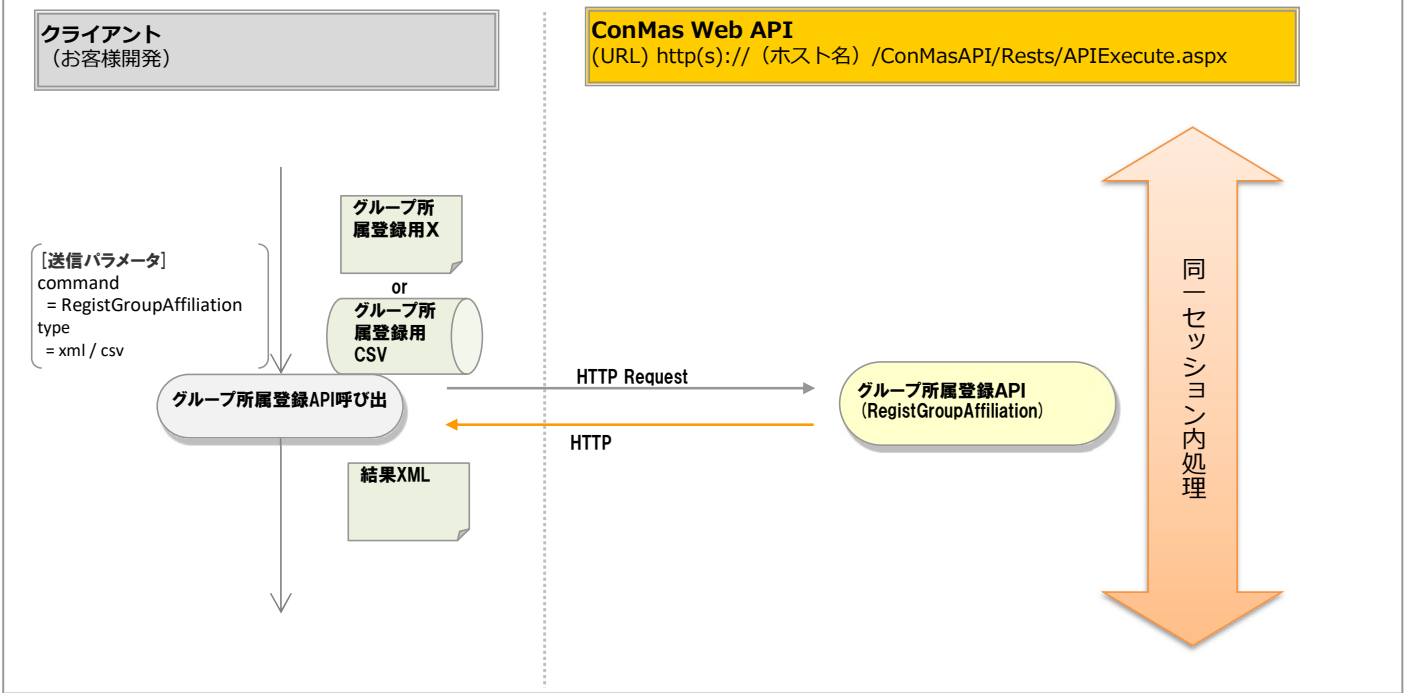 クライアント
（お客様開発）
ConMas Web API
(URL) http(s)://（ホスト名）/ConMasAPI/Rests/APIExecute.aspx
グループ所
属登録用X
or
グループ所
属登録用
CSV
[送信パラメータ]
command
= RegistGroupAffiliation
type
= xml / csv
グループ所属登録API呼び出
HTTP Request
HTTP
グループ所属登録API
（RegistGroupAffiliation）
結果XML
同一セッション内処理